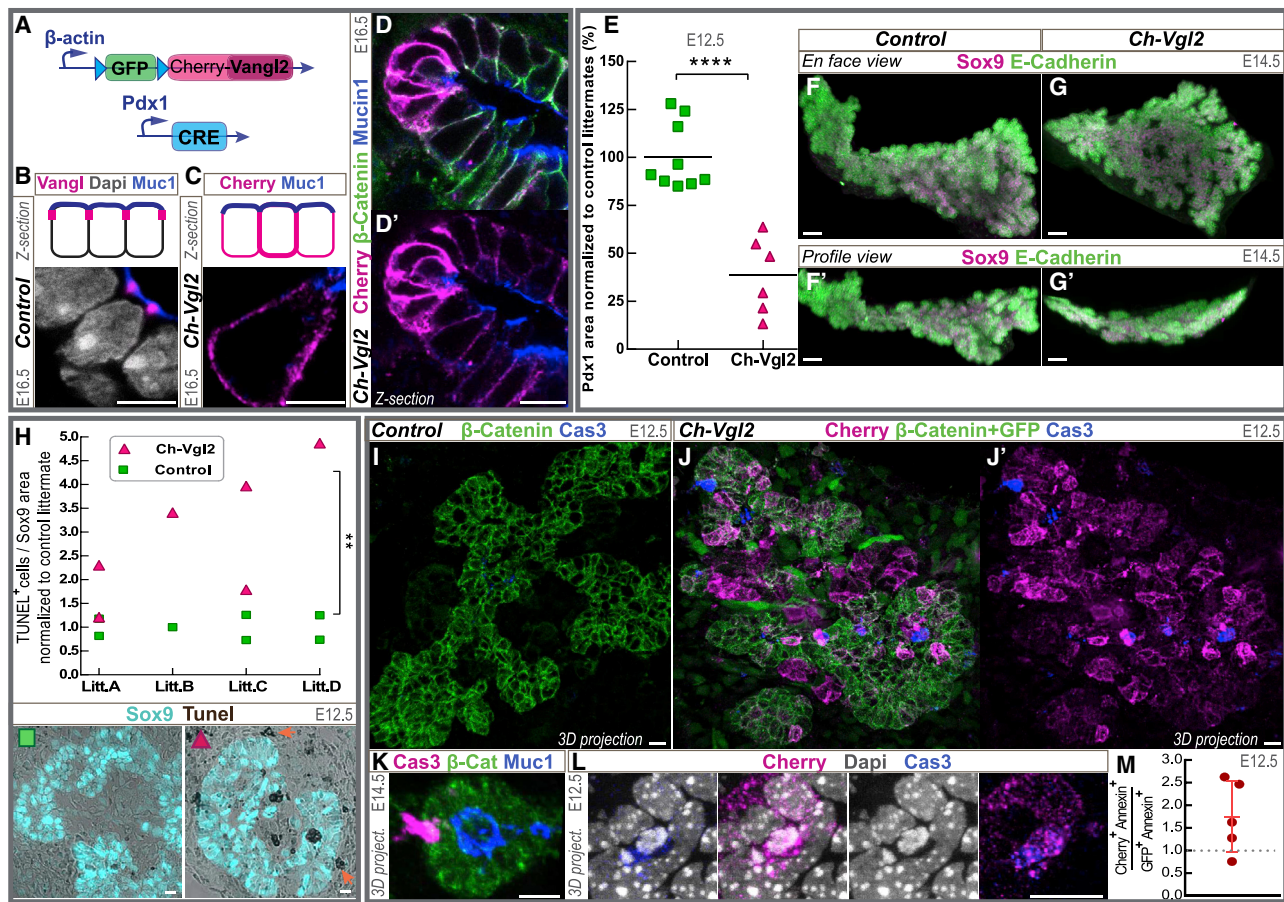 A
β-actin
GFP
Cherry-Vangl2
Pdx1
CRE
B
Vangl Dapi Muc1
Z-section
Control
E16.5
C
Cherry Muc1
Z-section
Ch-Vgl2
E16.5
D
E16.5
Cherry β-Catenin Mucin1
Ch-Vgl2
D'
Z-section
E
E12.5
****
Pdx1 area normalized to control littermates (%)
150
125
100
75
50
25
0
Control
Ch-Vgl2
Control
Ch-Vgl2
En face view
Sox9 E-Cadherin
E14.5
F
G
Profile view
Sox9 E-Cadherin
E14.5
F'
G'
H
TUNEL+cells / Sox9 area
normalized to control littermate
5.0
4.5
4.0
3.5
3.0
2.5
2.0
1.5
1.0
0.5
0.0
Ch-Vgl2
Control
**
Litt.A
Litt.B
Litt.C
Litt.D
Sox9 Tunel
E12.5
Control
β-Catenin Cas3
E12.5
I
3D projection
Ch-Vgl2
Cherry β-Catenin+GFP Cas3
E12.5
J
J'
3D projection
K
Cas3 β-Cat Muc1
E14.5
3D project.
L
Cherry Dapi Cas3
E12.5
3D project.
M
E12.5
Cherry+ Annexin+
GFP+ Annexin+
3.0
2.5
2.0
1.5
1.0
0.5
0.0